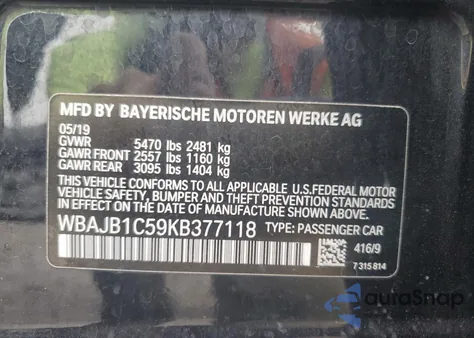 MFD BY BAYERISCHE MOTOREN WERKE AG
05/19
GVWR 5470 lbs 2481 kg
GAWR FRONT 2557 lbs 1160 kg
GAWR REAR 3095 lbs 1404 kg
THIS VEHICLE CONFORMS TO ALL APPLICABLE U.S.FEDERAL MOTOR
VEHICLE SAFETY, BUMPER AND THEFT PREVENTION STANDARDS
IN EFFECT ON THE DATE OF MANUFACTURE SHOWN ABOVE.
WBAJB1C59KB377118 TYPE: PASSENGER CAR
416/9
7 315 814
auraSnap